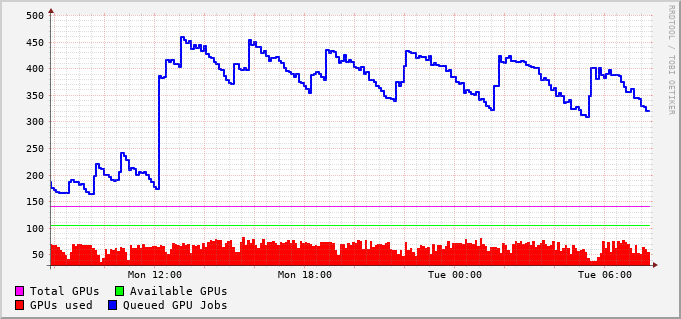 500
450
400
350
300
250
200
150
100
50
Mon 12:00 Mon 18:00 Tue 00:00 Tue 06:00
Total GPUs Available GPUs
GPUs used Queued GPU Jobs
RRDTOOL / TOBI OETIKER